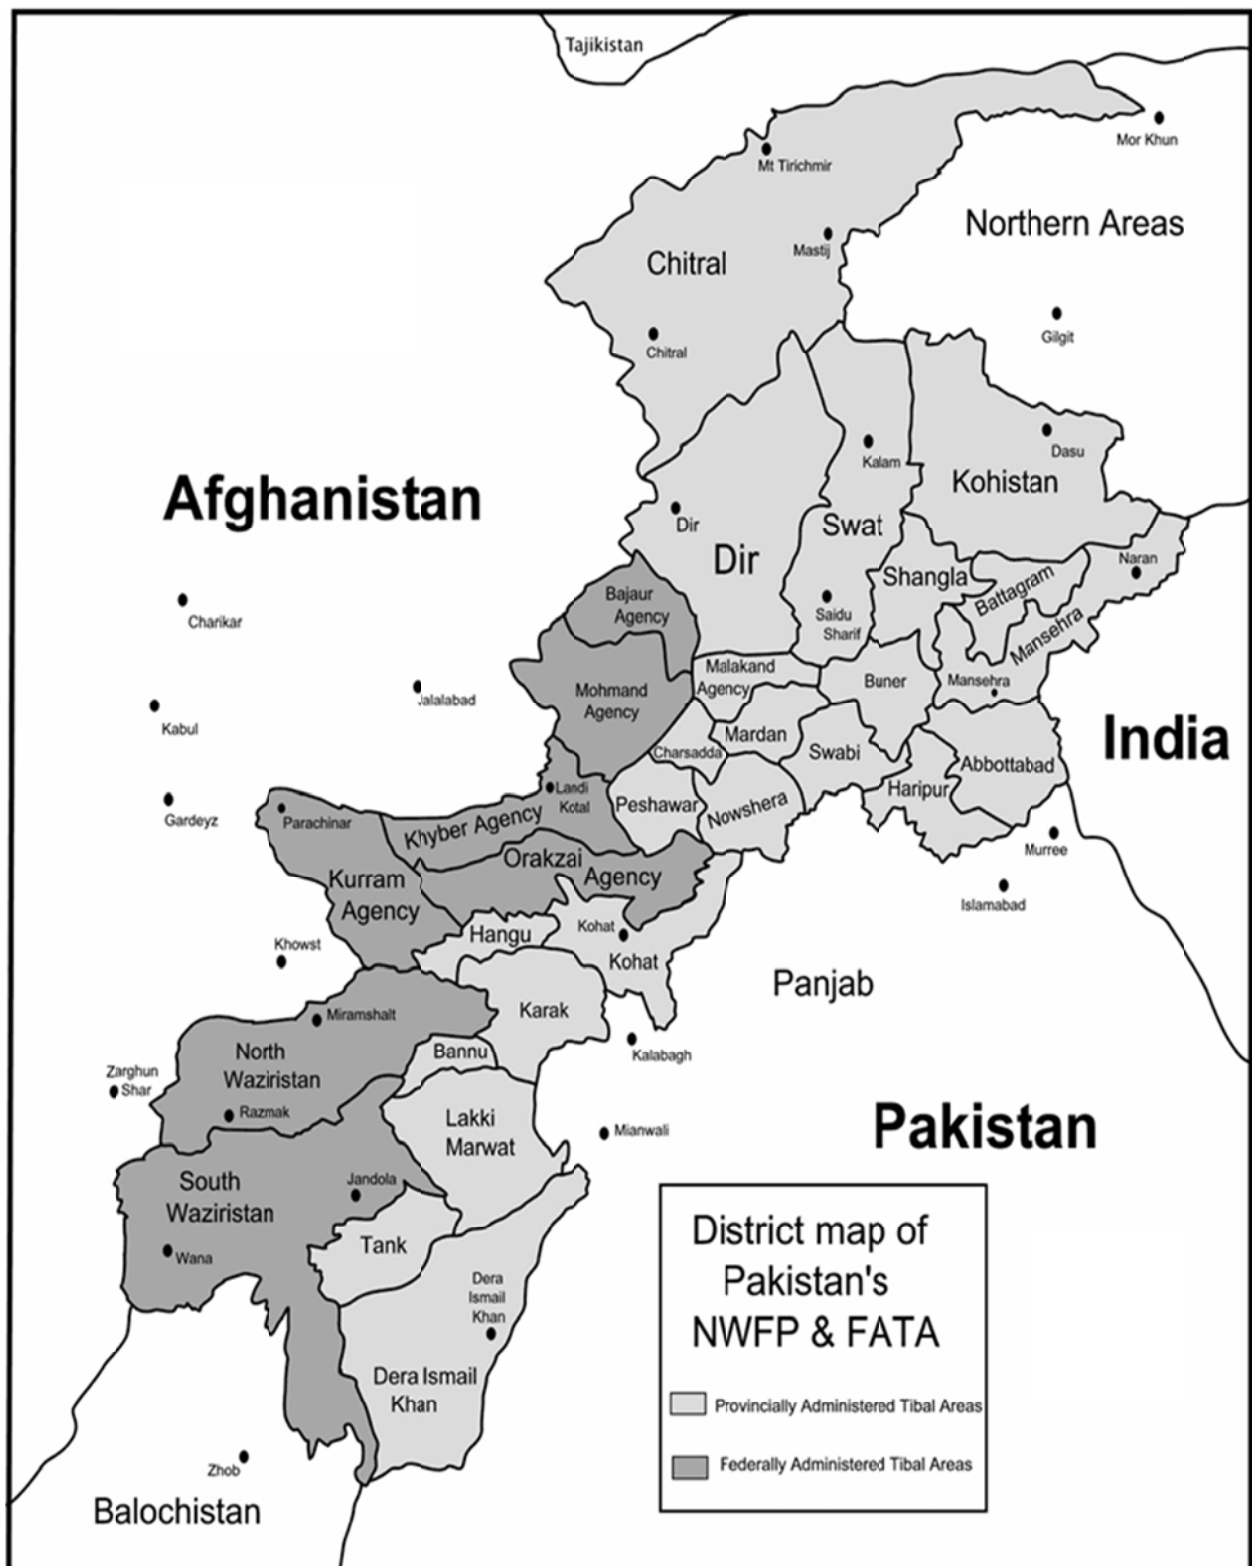 Tajikistan
Mor Khun
Mt Tirichmir
Northern Areas
Mastij
Chitral
Gilgit
Chitral
Dasu
Kalam
Kohistan
Afghanistan
Dir
Swat
Dir
Naran
Shangla
Battagram
Bajaur
Agency
Charikar
Saidu
Sharif
Mansehra
Malakand
Agency
Buner
Mansehra
Mohmand
Agency
Jalalabad
Kabul
Mardan
India
Charsadda
Swabi
Abbottabad
Landi
Kotal
Haripur
Peshawar
Nowshera
Gardeyz
Parachinar
Khyber Agency
Murree
Orakzai
Agency
Kurram
Agency
Islamabad
Kohat
Hangu
Khowst
Kohat
Panjab
Karak
Miramshalt
Bannu
Kalabagh
North
Waziristan
Zarghun
Shar
Razmak
Lakki
Marwat
Mianwali
Pakistan
South
Waziristan
Jandola
Wana
Tank
Dera
Ismail
Khan
Dera Ismail
Khan
Zhob
Balochistan
District map of
Pakistan's
NWFP & FATA
Provincially Administered Tibal Areas
Federally Administered Tibal Areas